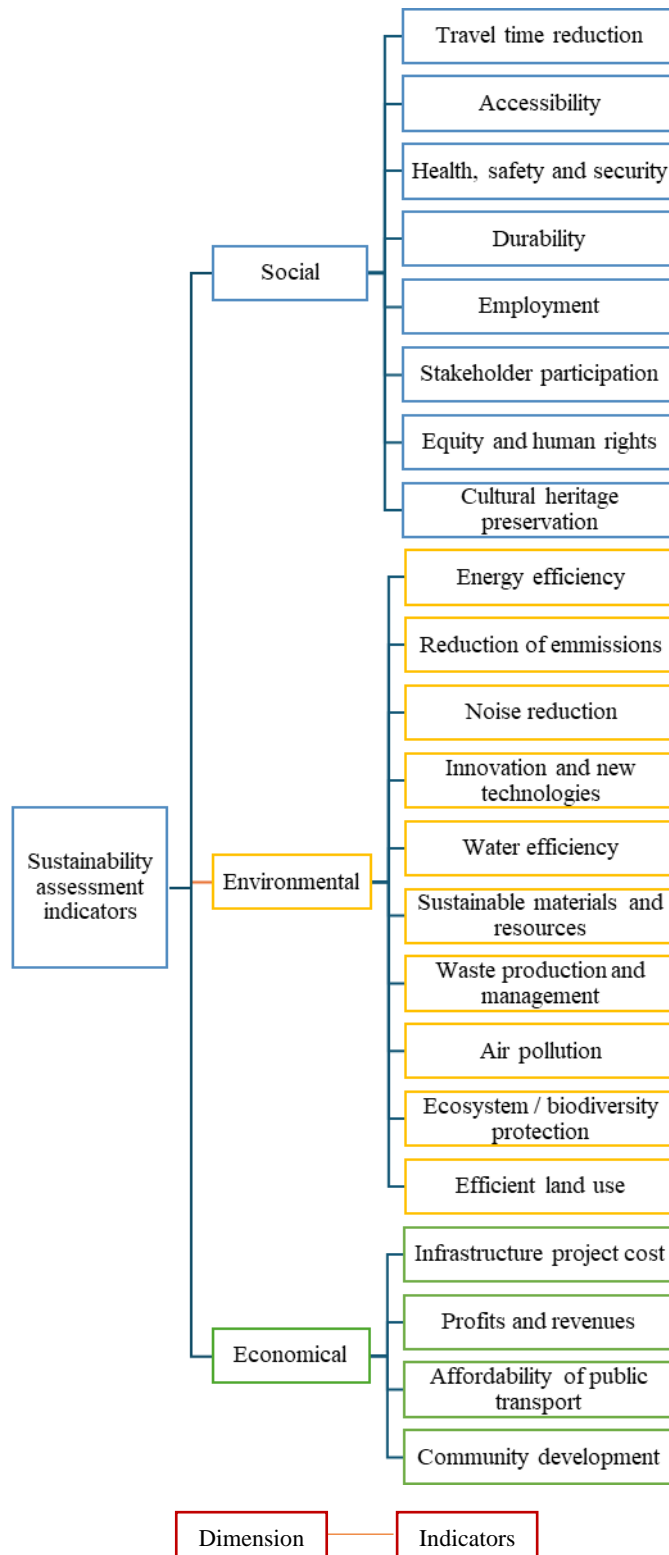 Travel time reduction
Accessibility
Health, safety and security
Durability
Social
Employment
Stakeholder participation
Equity and human rights
Cultural heritage
preservation
Energy efficiency
Reduction of emmissions
Noise reduction
Innovation and new
technologies
Sustainability
assessment
indicators
Environmental
Water efficiency
Sustainable materials and
resources
Waste production and
management
Air pollution
Ecosystem / biodiversity
protection
Efficient land use
Infrastructure project cost
Profits and revenues
Economical
Affordability of public
transport
Community development
Dimension
Indicators